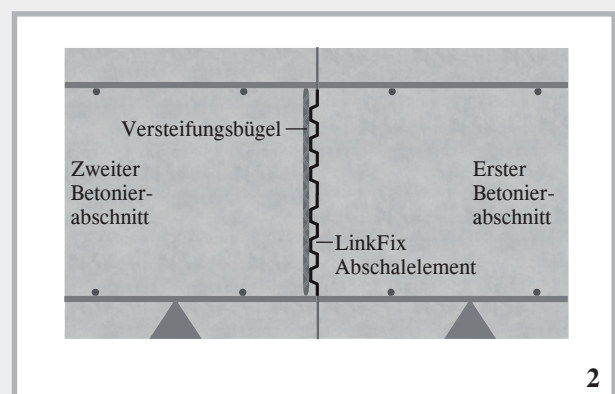 Versteifungsbügel
Zweiter
Betonier-
abschnitt
Erster
Betonier-
abschnitt
LinkFix
Abschalelement
2